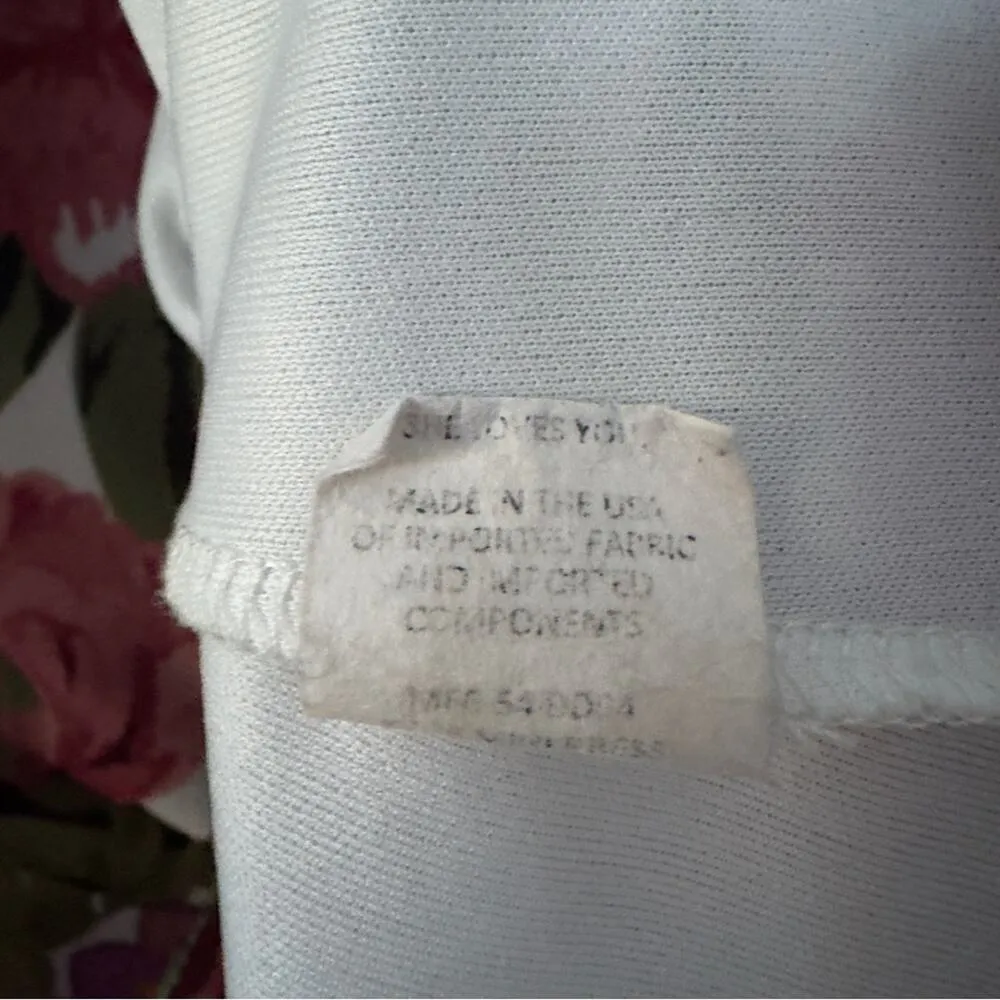 SHE LOVES YOU
MADE IN THE USA
OF IMPORTED FABRIC
AND IMPORTED
COMPONENTS